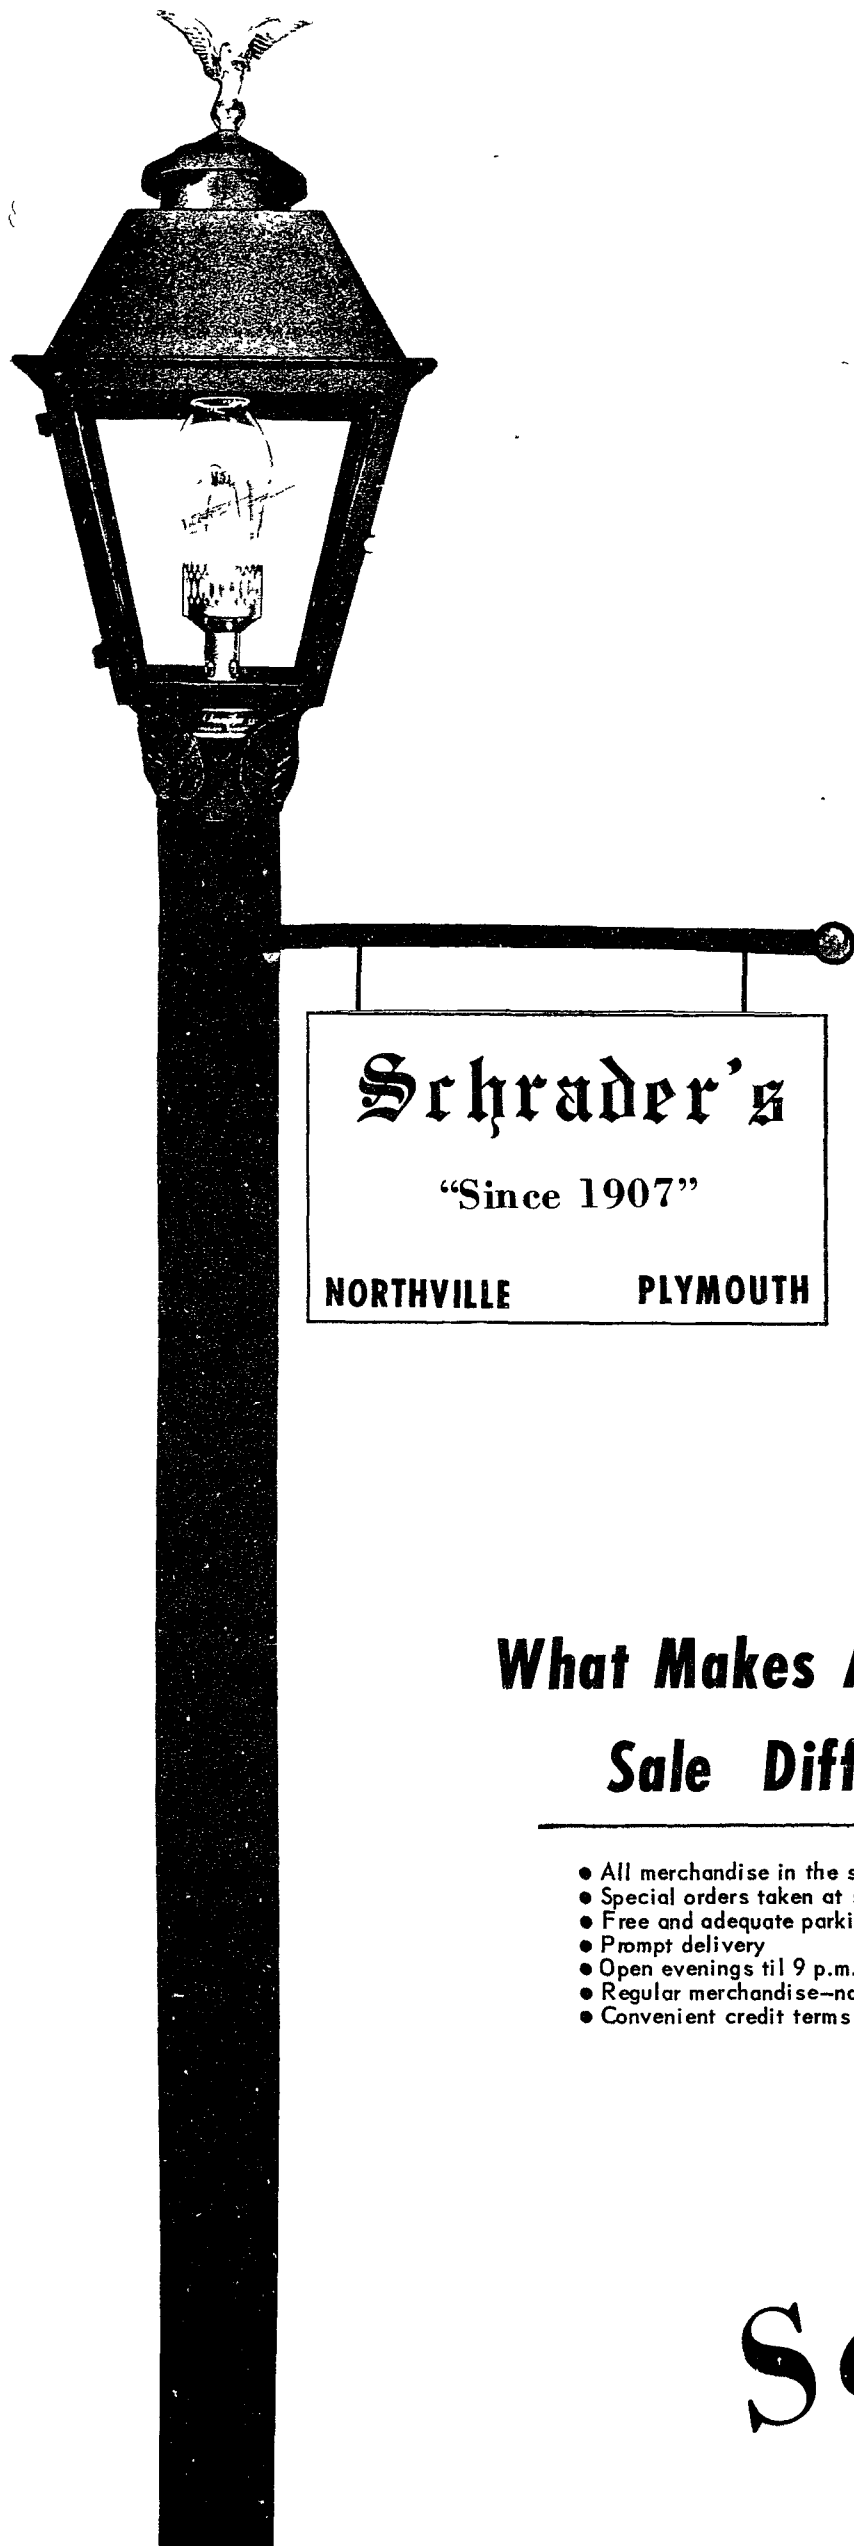 Schrader's
“Since 1907”
NORTHVILLE PLYMOUTH
What Makes
Sale Diff
● All merchandise in the s
● Special orders taken at
● Free and adequate parki
● Prompt delivery
● Open evenings til 9 p.m.
● Regular merchandise—no
● Convenient credit terms
S